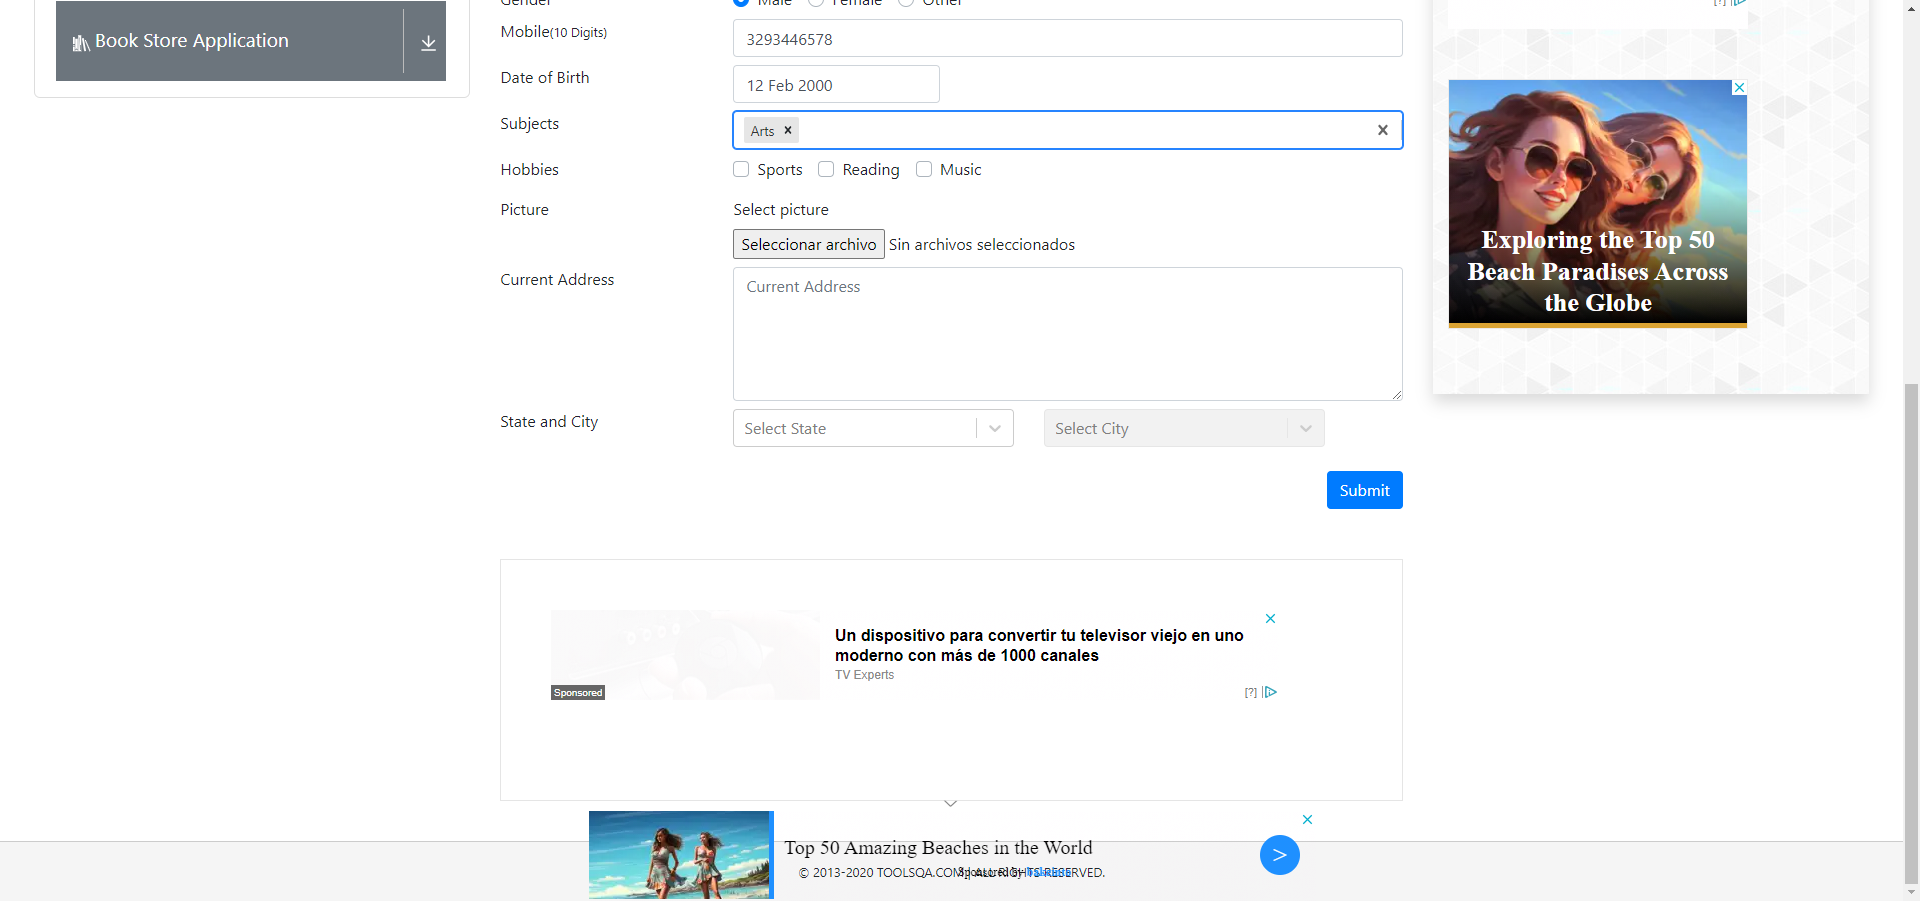 Gender Male Female Other
Book Store Application
Mobile(10 Digits) 3293446578
Date of Birth 12 Feb 2000
Subjects Arts
Hobbies Sports Reading Music
Picture Select picture
Seleccionar archivo Sin archivos seleccionados
Current Address Current Address
State and City Select State Select City
Submit
Exploring the Top 50
Beach Paradises Across
the Globe
Un dispositivo para convertir tu televisor viejo en uno
moderno con más de 1000 canales
TV Experts
Sponsored
[?]
Top 50 Amazing Beaches in the World
© 2013-2020 TOOLSQA.COM | ALL RIGHTS RESERVED.
Sponsored By